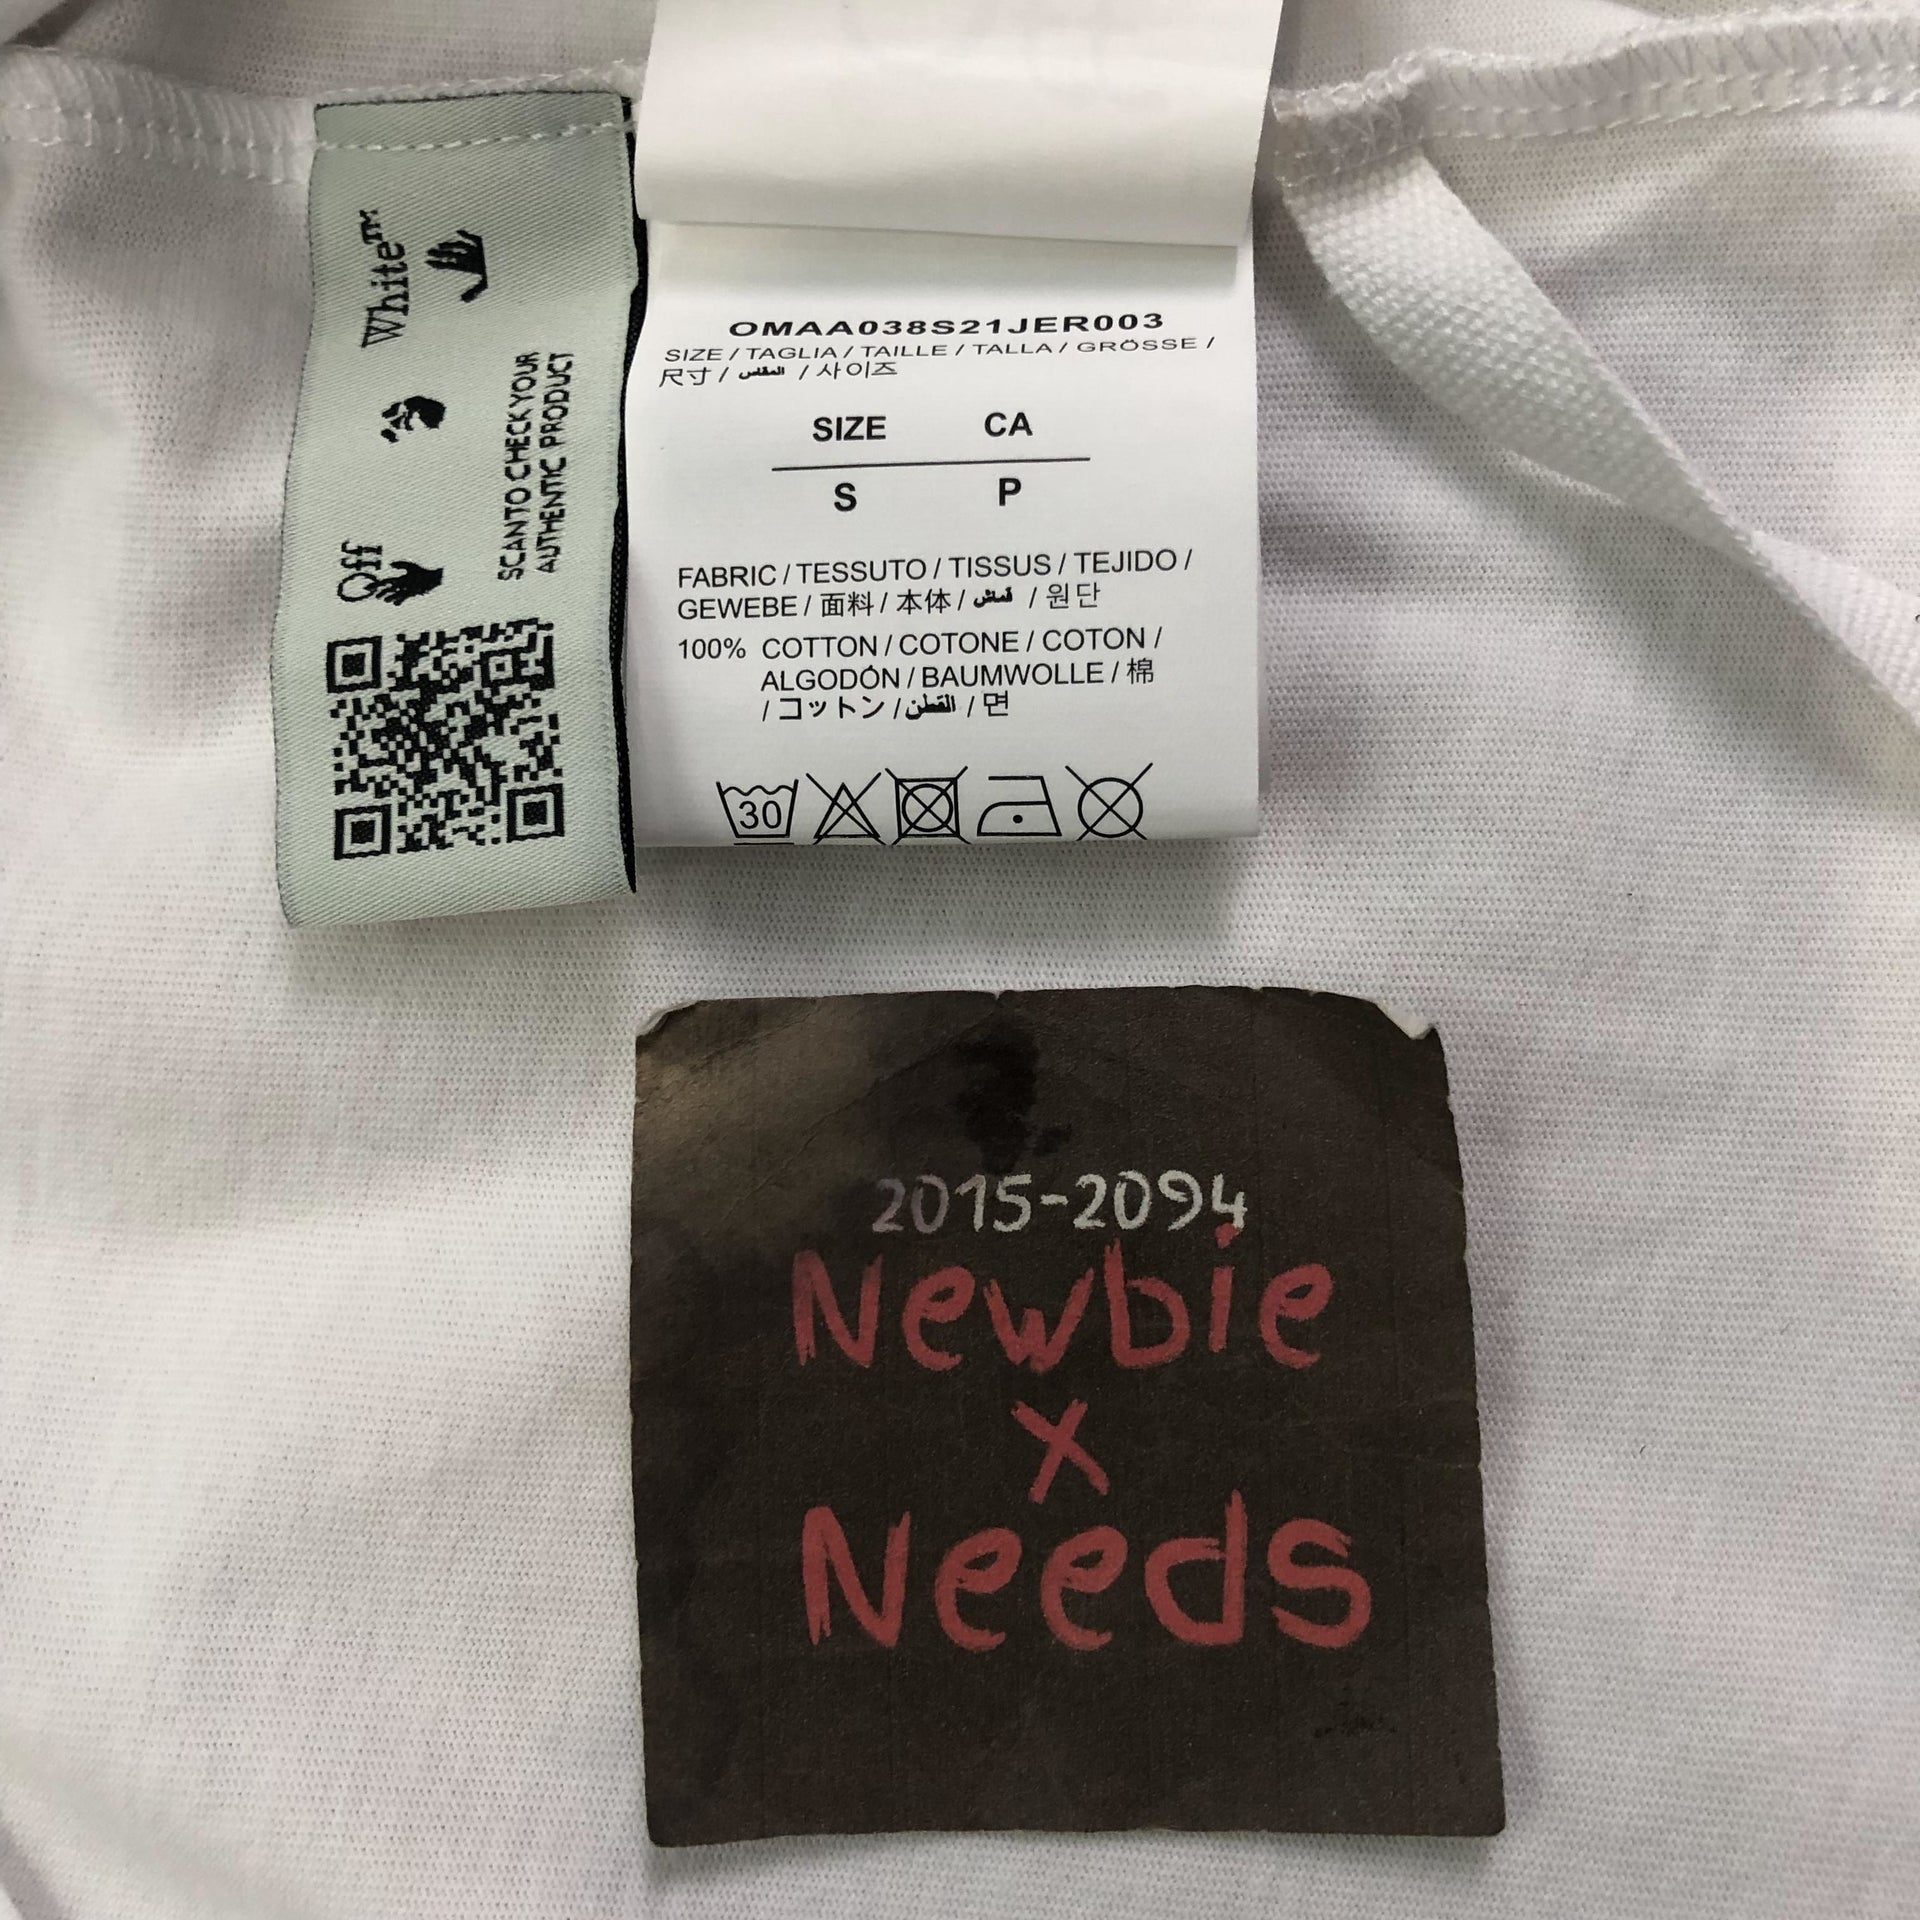 Off White™
SCAN TO CHECK YOUR
AUTHENTIC PRODUCT
OMAA038S21JER003
SIZE / TAGLIA / TAILLE / TALLA / GRÖSSE /
尺寸 / المقاس / 사이즈
SIZE CA
S P
FABRIC / TESSUTO / TISSUS / TEJIDO /
GEWEBE / 面料 / 本体 / قماش / 원단
100% COTTON / COTONE / COTON /
ALGODÓN / BAUMWOLLE / 棉
/ コットン / القطن / 면
30
2015-2094
Newbie
x
Needs